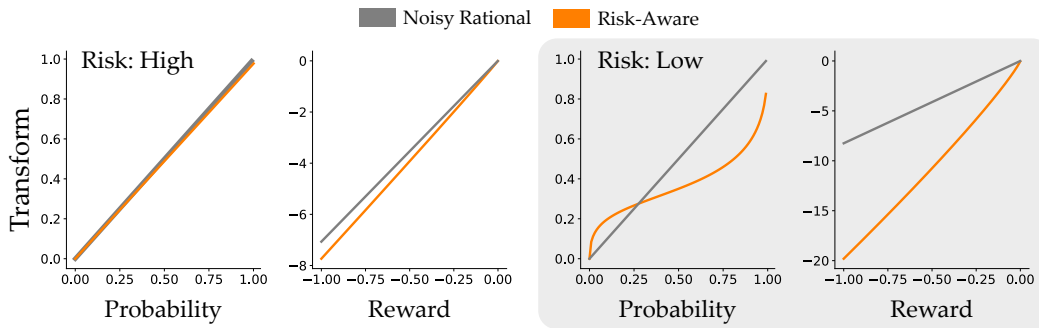 Noisy Rational Risk-Aware
Risk: High
Risk: Low
Transform
1.0
0.8
0.6
0.4
0.2
0.0
0.00 0.25 0.50 0.75 1.00
Probability
0
−2
−4
−6
−8
−1.00 −0.75 −0.50 −0.25 0.00
Reward
1.0
0.8
0.6
0.4
0.2
0.0
0.00 0.25 0.50 0.75 1.00
Probability
0
−5
−10
−15
−20
−1.00 −0.75 −0.50 −0.25 0.00
Reward